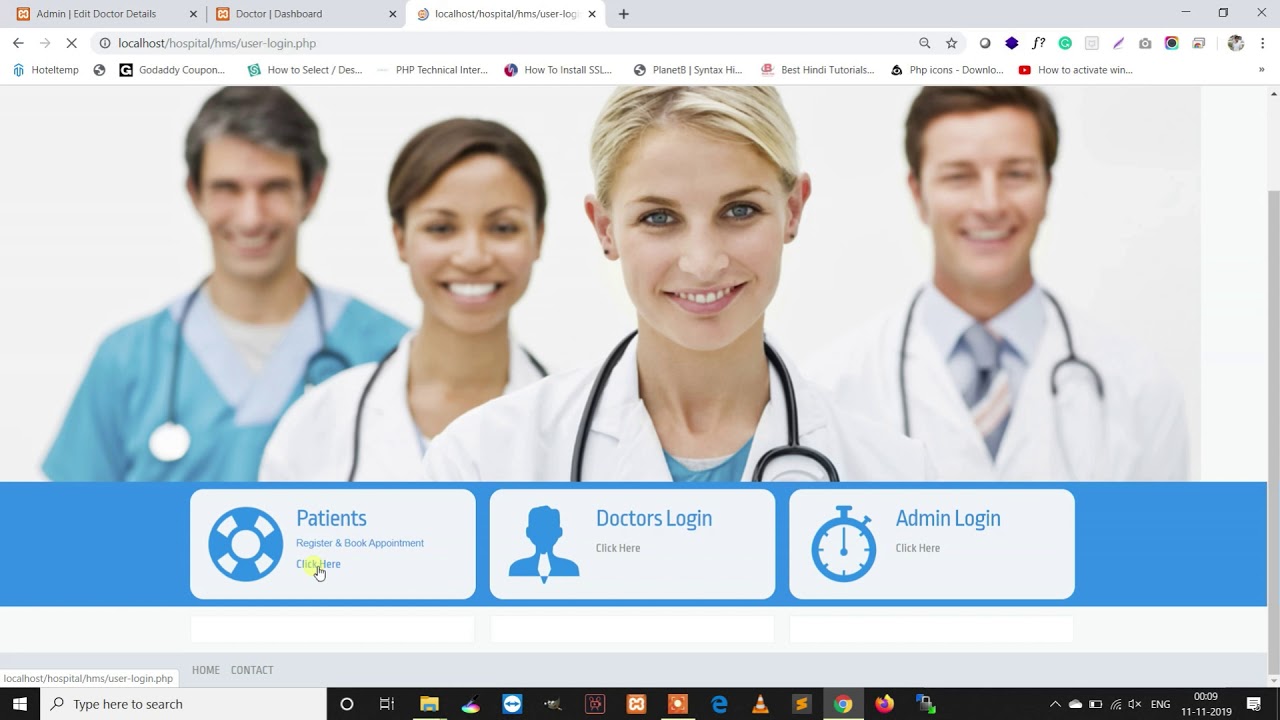 Admin | Edit Doctor Details
Doctor | Dashboard
localhost/hospital/hms/user-logi
localhost/hospital/hms/user-login.php
f?
Hoteltemp
Godaddy Coupon...
How to Select / Des...
PHP Technical Inter...
How To Install SSL...
PlanetB | Syntax Hi...
Best Hindi Tutorials...
Php icons - Downlo...
How to activate win...
»
Patients
Register & Book Appointment
Click Here
Doctors Login
Click Here
Admin Login
Click Here
HOME CONTACT
localhost/hospital/hms/user-login.php
Type here to search
ENG
00:09
11-11-2019